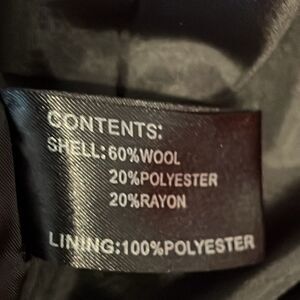 CONTENTS:
SHELL:60%WOOL
20%POLYESTER
20%RAYON
LINING:100%POLYESTER